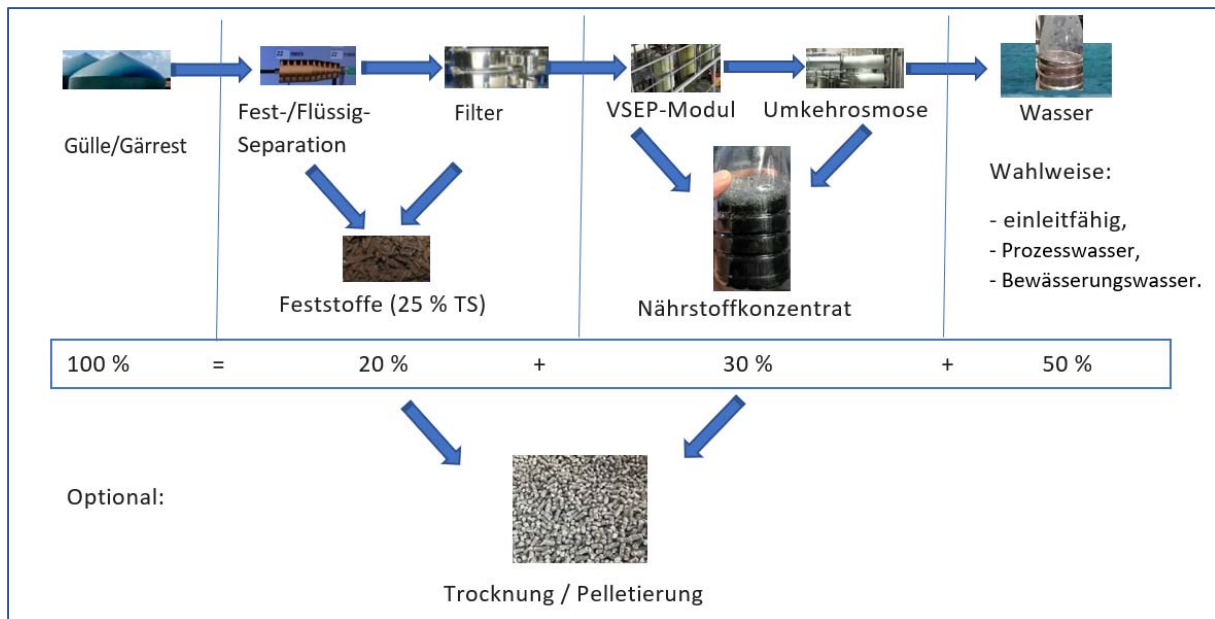 Gülle/Gärrest
Fest-/Flüssig-
Separation
Filter
VSEP-Modul
Umkehrosmose
Wasser
Feststoffe (25 % TS)
Nährstoffkonzentrat
Wahlweise:
- einleitfähig,
- Prozesswasser,
- Bewässerungswasser.
100 % = 20 % + 30 % + 50 %
Optional:
Trocknung / Pelletierung